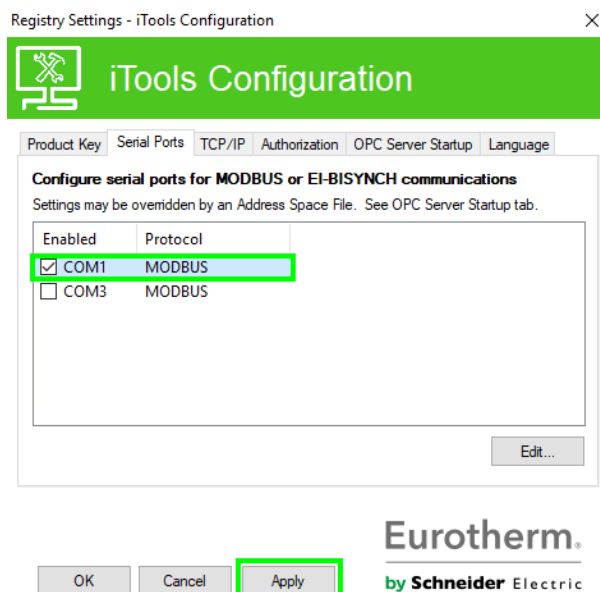 Registry Settings - iTools Configuration
iTools Configuration
Product Key Serial Ports TCP/IP Authorization OPC Server Startup Language
Configure serial ports for MODBUS or EI-BISYNCH communications
Settings may be overridden by an Address Space File. See OPC Server Startup tab.
Enabled Protocol
COM1 MODBUS
COM3 MODBUS
Edit...
Eurotherm®
by Schneider Electric
OK Cancel Apply